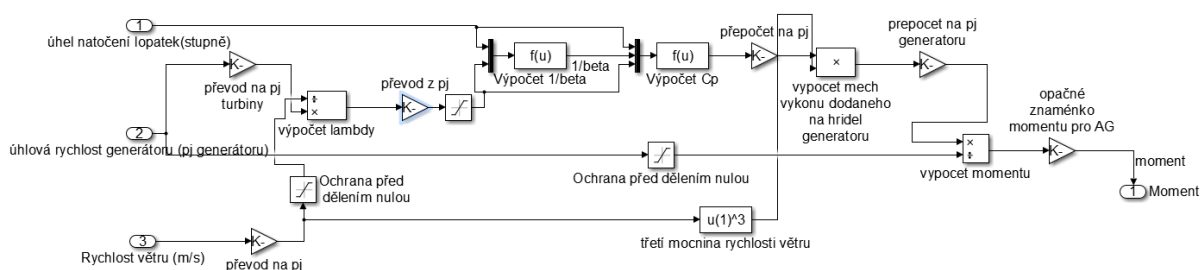 1
úhel natočení lopatek(stupně)
K-
převod na pj
turbiny
÷
×
výpočet lambdy
převod z pj
K-
f(u)
Výpočet 1/beta
1/beta
f(u)
Výpočet Cp
přepočet na pj
K-
×
vypocet mech
vykonu dodaneho
na hridel
generatoru
prepocet na pj
generatoru
K-
2
úhlová rychlost generátoru (pj generátoru)
Ochrana před
dělením nulou
Ochrana před
dělením nulou
×
÷
vypocet momentu
opačné
znaménko
momentu pro AG
K-
moment
1
Moment
3
Rychlost větru (m/s)
K-
převod na pj
u(1)^3
třetí mocnina rychlosti větru